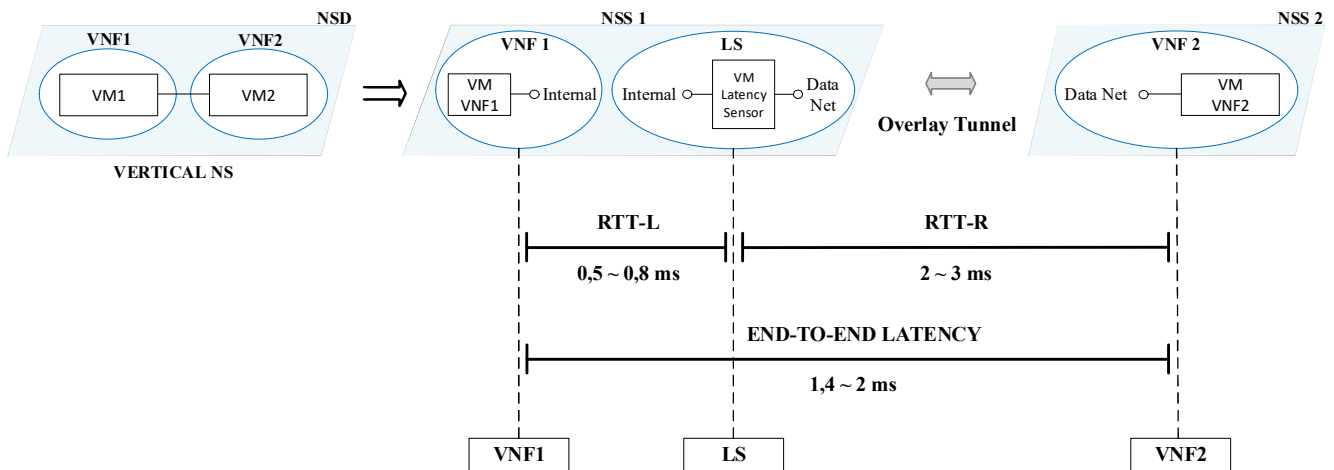 NSD
VNF1
VNF2
VM1
VM2
VERTICAL NS
NSS 1
VNF 1
VM
VNF1
Internal
LS
Internal
VM
Latency
Sensor
Data
Net
Overlay Tunnel
NSS 2
VNF 2
Data Net
VM
VNF2
RTT-L
0,5 ~ 0,8 ms
RTT-R
2 ~ 3 ms
END-TO-END LATENCY
1,4 ~ 2 ms
VNF1
LS
VNF2